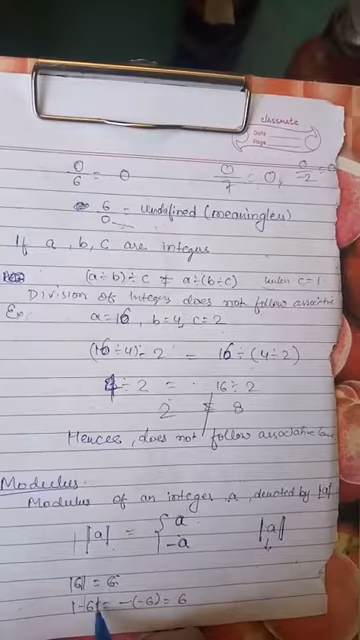 classmate
Date
Page
0/6 = 0 0/7 = 0, 0/-2 = 0
6/0 = undefined (meaningless)
If a, b, c are integers
(a÷b)÷c ≠ a÷(b÷c) unless c = 1
Division of Integers does not follow associative
Ex: a=16, b=4, c=2
(16÷4)÷2 = 16÷(4÷2)
4÷2 = 16÷2
2 ≠ 8
Hences, does not follow associative Law
Modulus
Modulus of an integer a, denoted by |a|
|a| = { a |a|
-a
|6| = 6
|-6| = -(-6) = 6